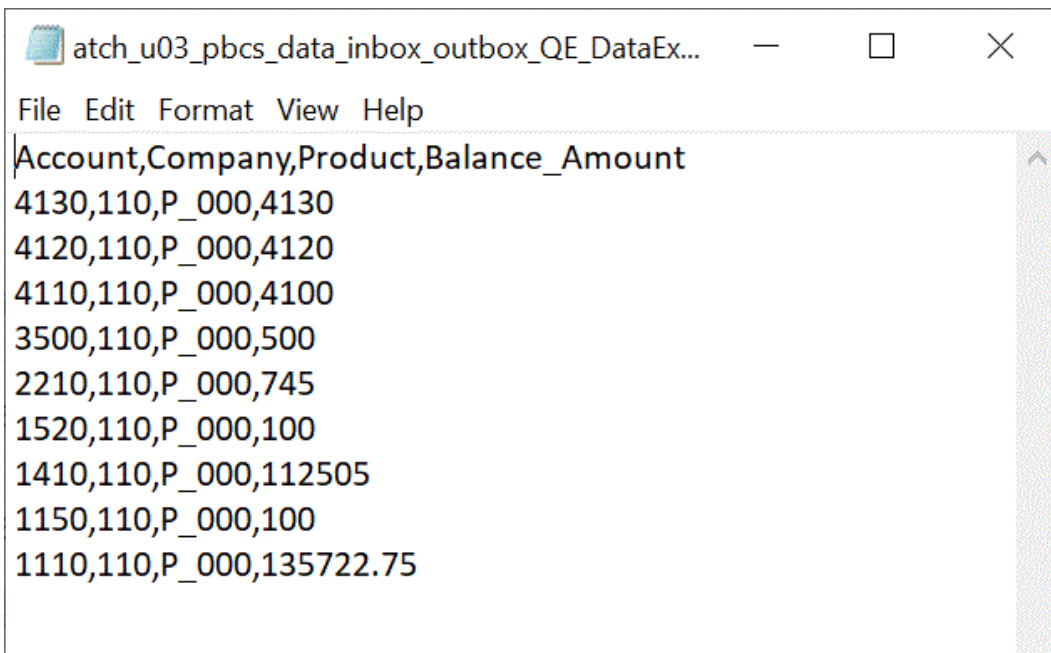 atch_u03_pbcs_data_inbox_outbox_QE_DataEx...
File Edit Format View Help
Account,Company,Product,Balance_Amount
4130,110,P_000,4130
4120,110,P_000,4120
4110,110,P_000,4100
3500,110,P_000,500
2210,110,P_000,745
1520,110,P_000,100
1410,110,P_000,112505
1150,110,P_000,100
1110,110,P_000,135722.75